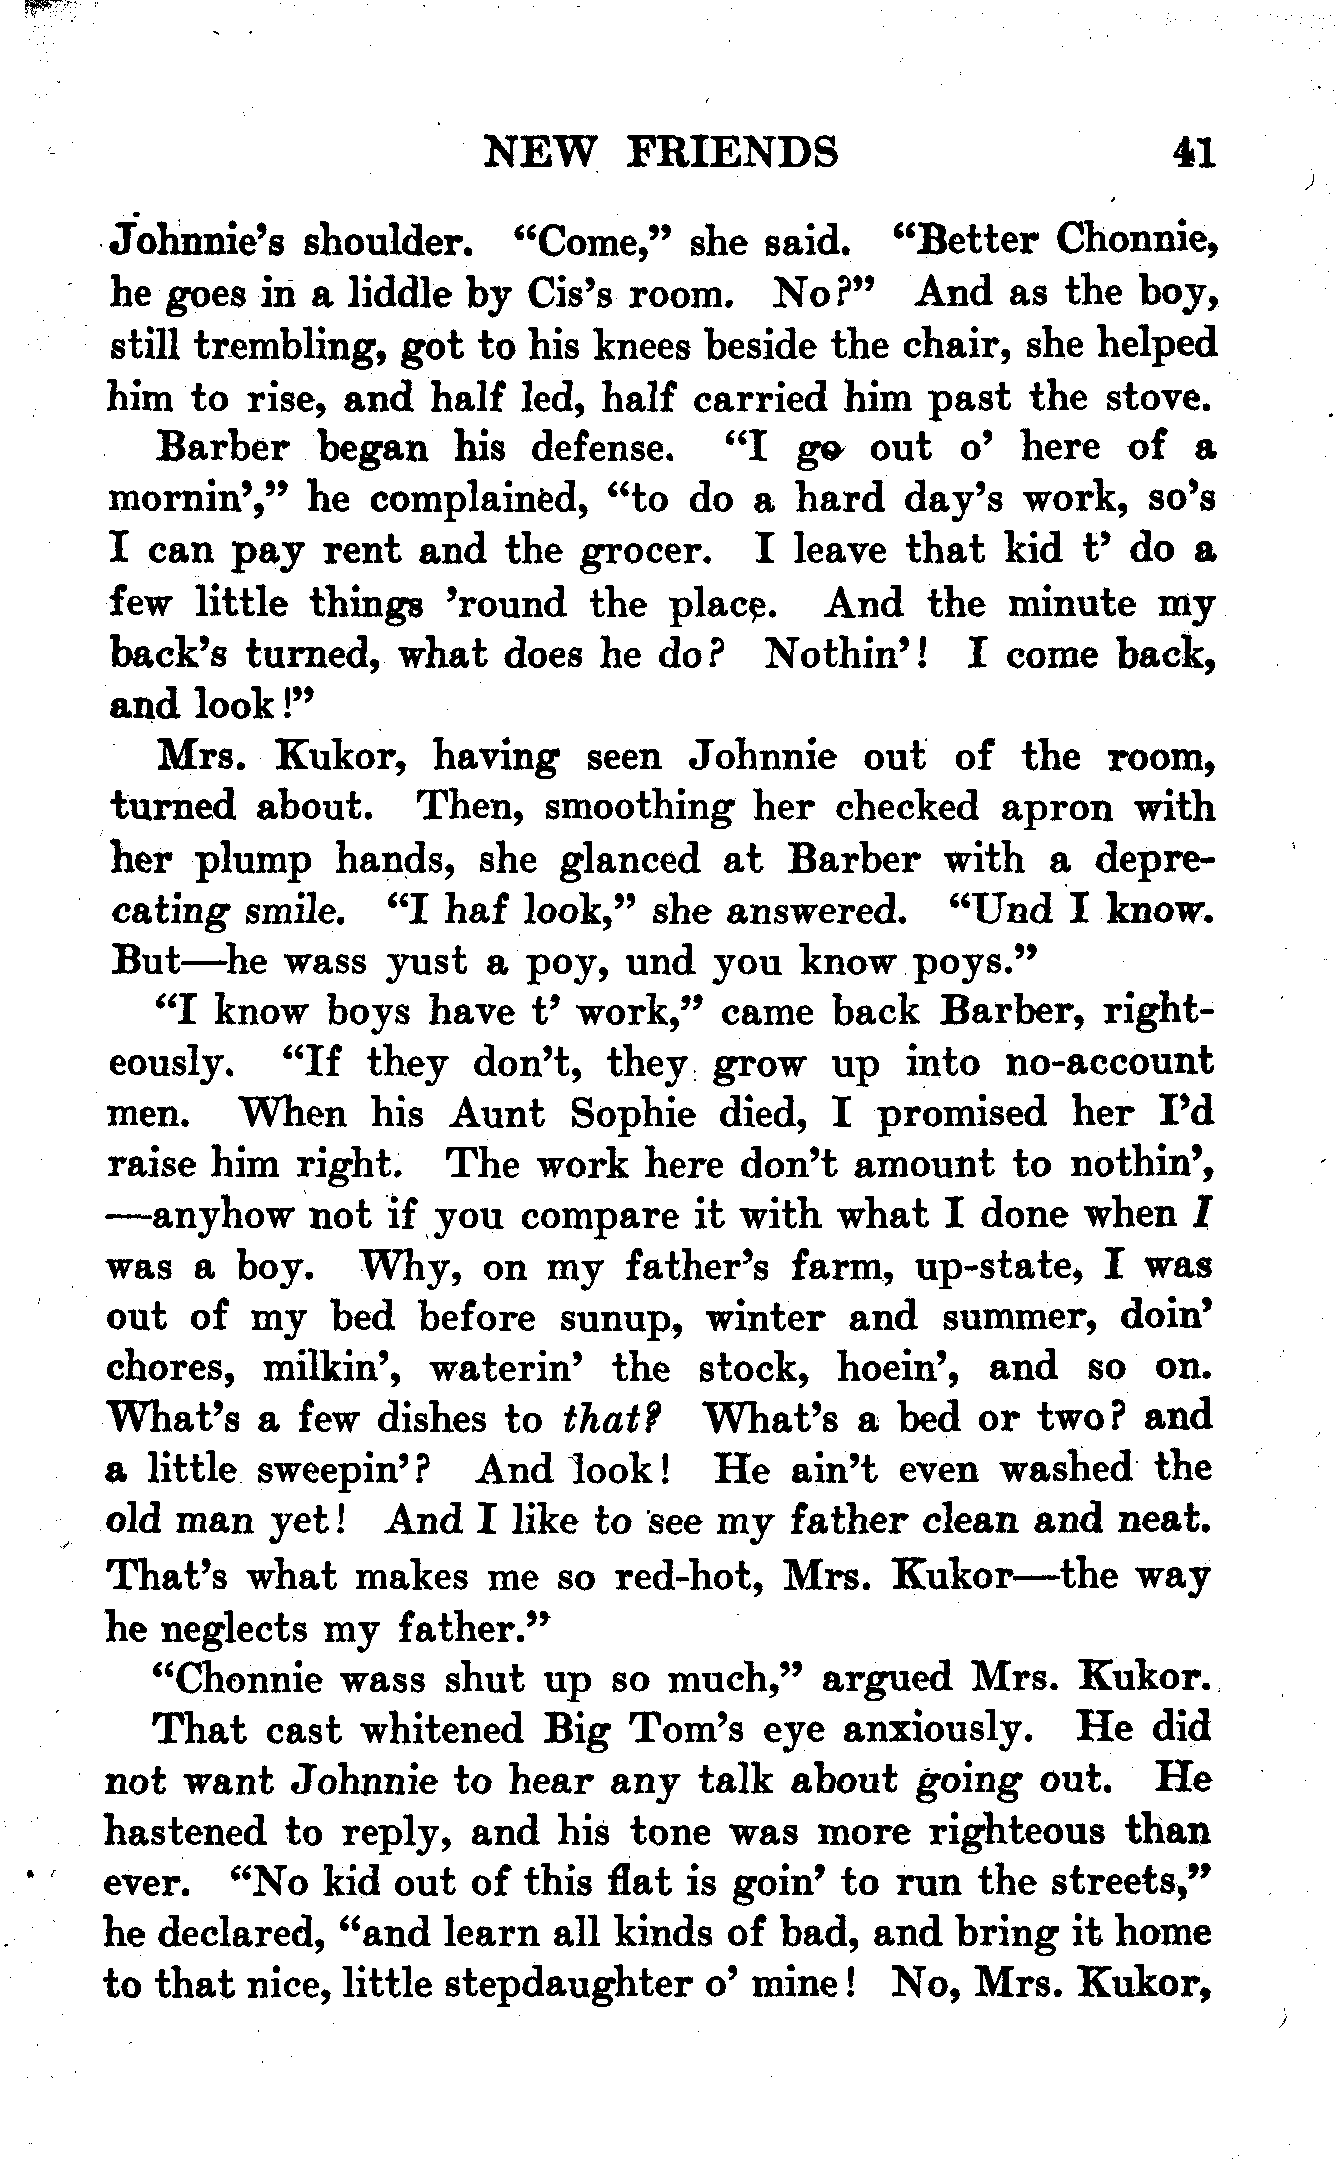 NEW FRIENDS 41
Johnnie's shoulder. "Come," she said. "Better Chonnie,
he goes in a liddle by Cis's room. No?" And as the boy,
still trembling, got to his knees beside the chair, she helped
him to rise, and half led, half carried him past the stove.
Barber began his defense. "I go out o' here of a
mornin'," he complained, "to do a hard day's work, so's
I can pay rent and the grocer. I leave that kid t' do a
few little things 'round the place. And the minute my
back's turned, what does he do? Nothin'! I come back,
and look!"
Mrs. Kukor, having seen Johnnie out of the room,
turned about. Then, smoothing her checked apron with
her plump hands, she glanced at Barber with a depre-
cating smile. "I haf look," she answered. "Und I know.
But—he wass yust a poy, und you know poys."
"I know boys have t' work," came back Barber, right-
eously. "If they don't, they grow up into no-account
men. When his Aunt Sophie died, I promised her I'd
raise him right. The work here don't amount to nothin',
—anyhow not if you compare it with what I done when I
was a boy. Why, on my father's farm, up-state, I was
out of my bed before sunup, winter and summer, doin'
chores, milkin', waterin' the stock, hoein', and so on.
What's a few dishes to that? What's a bed or two? and
a little sweepin'? And look! He ain't even washed the
old man yet! And I like to see my father clean and neat.
That's what makes me so red-hot, Mrs. Kukor—the way
he neglects my father."
"Chonnie wass shut up so much," argued Mrs. Kukor.
That cast whitened Big Tom's eye anxiously. He did
not want Johnnie to hear any talk about going out. He
hastened to reply, and his tone was more righteous than
ever. "No kid out of this flat is goin' to run the streets,"
he declared, "and learn all kinds of bad, and bring it home
to that nice, little stepdaughter o' mine! No, Mrs. Kukor,